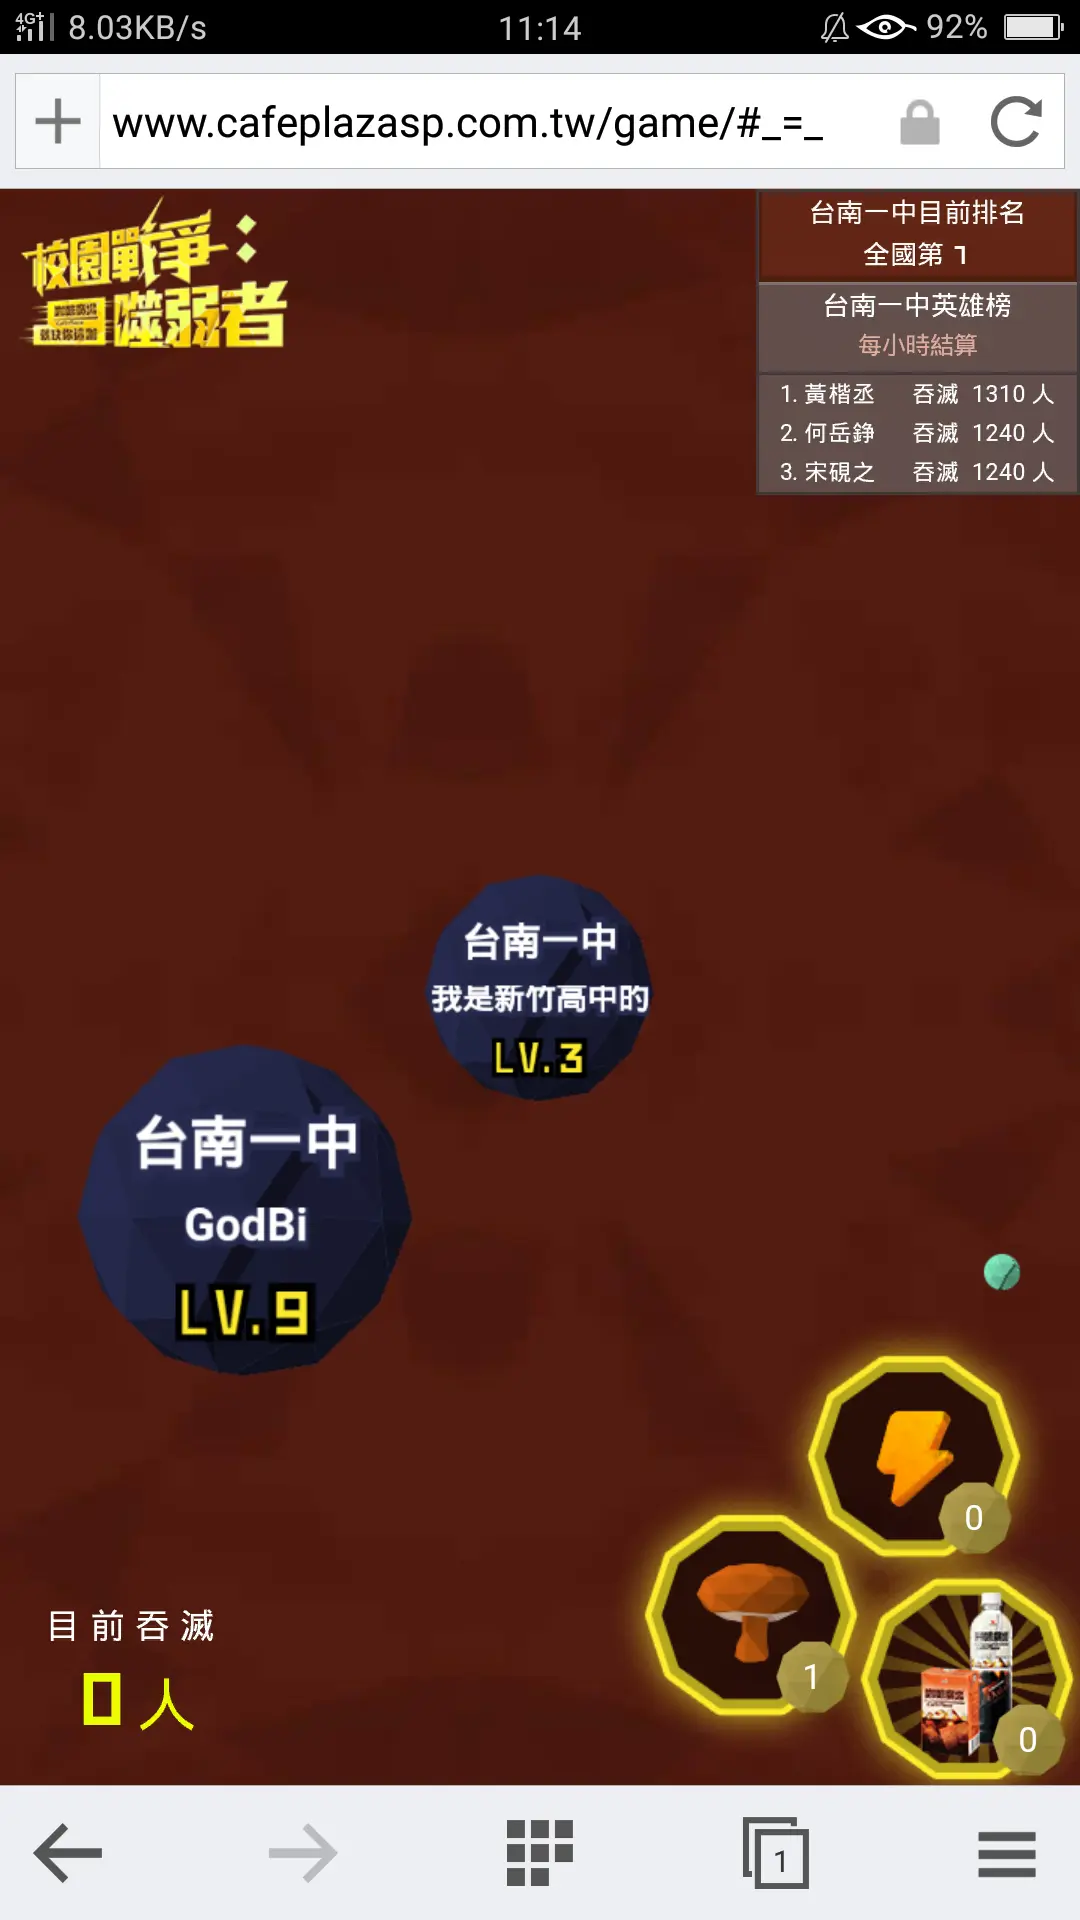 4G+ 8.03KB/s 11:14 92%
www.cafeplazasp.com.tw/game/#_=_
校園戰爭：
噬弱者
台南一中目前排名
全國第 1
台南一中英雄榜
每小時結算
1. 黃楷丞 吞滅 1310 人
2. 何岳錚 吞滅 1240 人
3. 宋硯之 吞滅 1240 人
台南一中
我是新竹高中的
LV.3
台南一中
GodBi
LV.9
0
1
0
目前吞滅
0 人
1